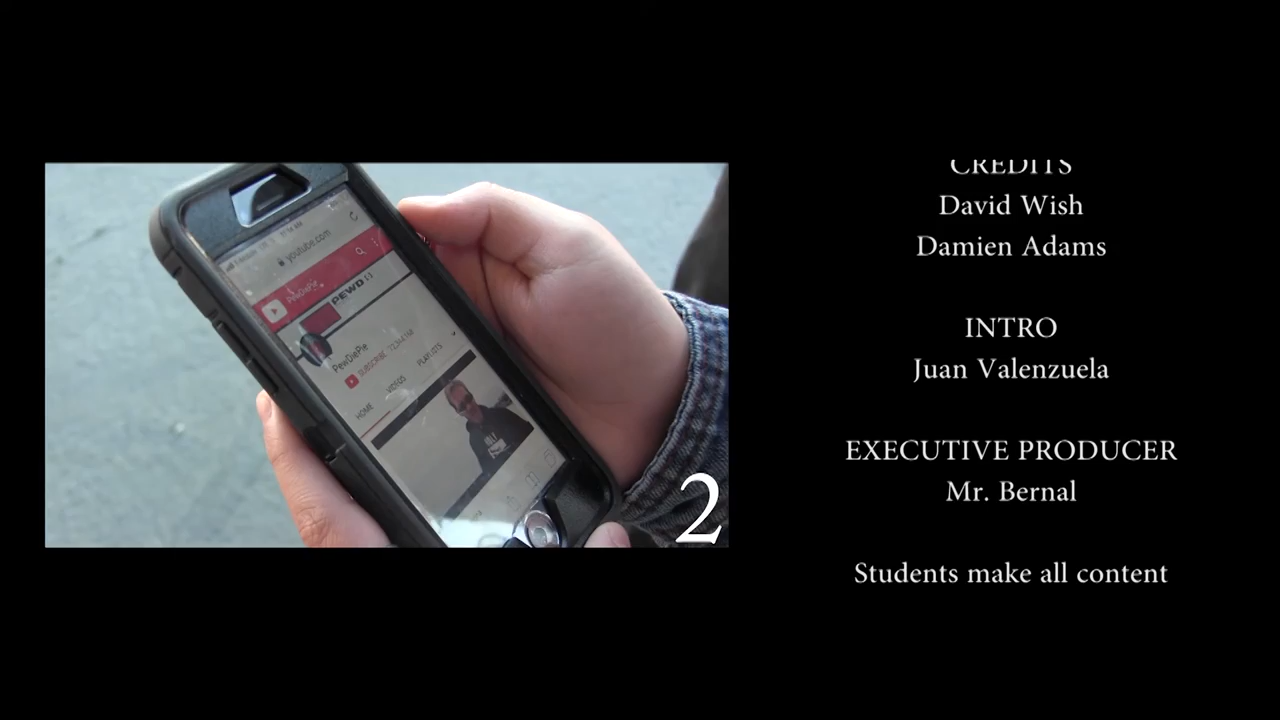 youtube.com
PewDiePie
PEWD
PewDiePie
SUBSCRIBE
HOME
VIDEOS
PLAYLISTS
2
CREDITS
David Wish
Damien Adams
INTRO
Juan Valenzuela
EXECUTIVE PRODUCER
Mr. Bernal
Students make all content